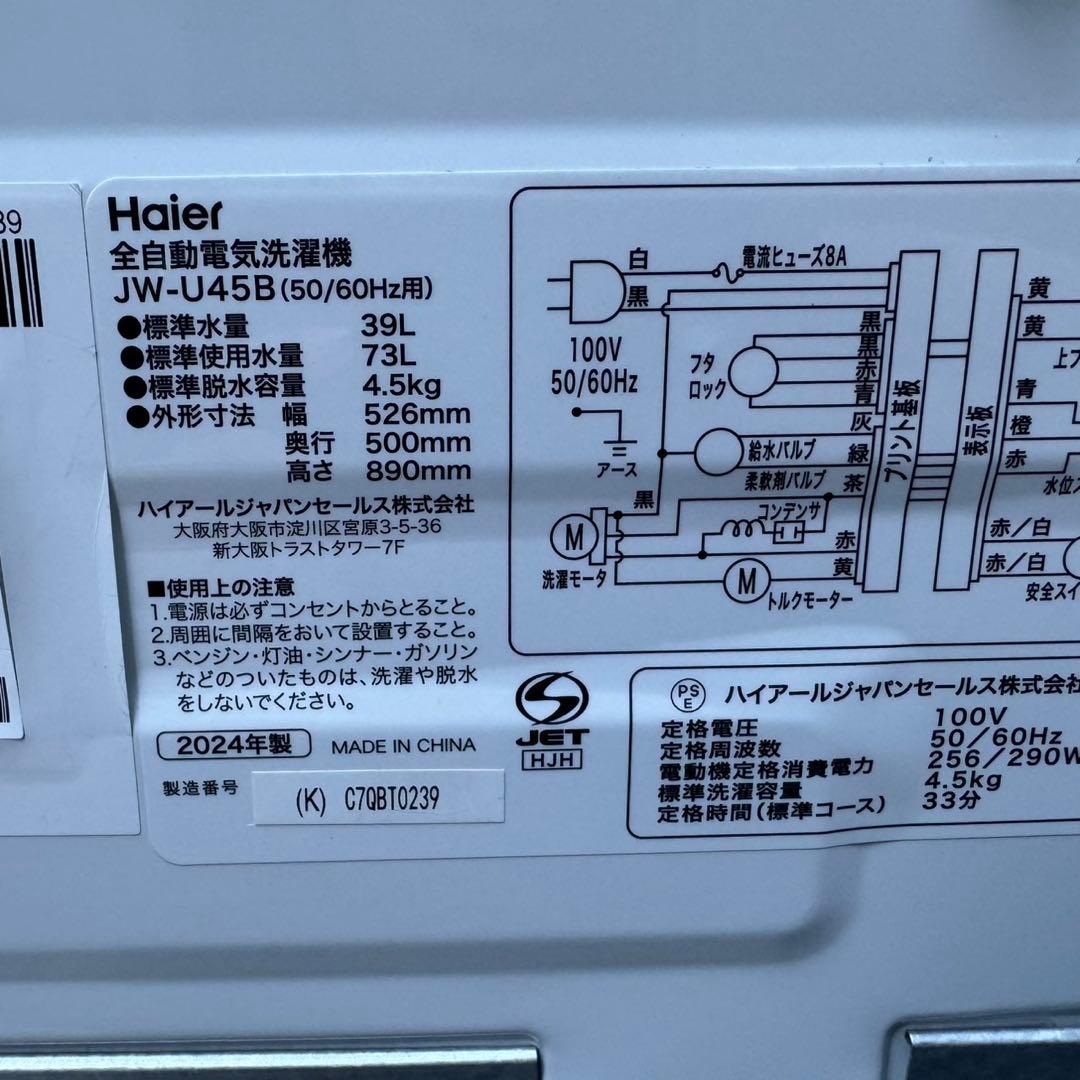 39
Haier
全自動電気洗濯機
JW-U45B(50/60Hz用)
●標準水量 39L
●標準使用水量 73L
●標準脱水容量 4.5kg
●外形寸法 幅 526mm
奥行 500mm
高さ 890mm
ハイアールジャパンセールス株式会社
大阪府大阪市淀川区宮原3-5-36
新大阪トラストタワー7F
■使用上の注意
1.電源は必ずコンセントからとること。
2.周囲に間隔をおいて設置すること。
3.ベンジン・灯油・シンナー・ガソリン
などのついたものは、洗濯や脱水
をしないでください。
2024年製 MADE IN CHINA
製造番号 (K) C7QBT0239
白
電流ヒューズ8A
黒
100V
50/60Hz
アース
フタ
ロック
黒
黒
赤
青
灰
給水バルブ
緑
柔軟剤バルブ
茶
コンデンサ
黒
M
洗濯モータ
赤
黄
M
トルクモーター
プリント基板
表示板
黄
黄
上フ
青
橙
赤
水位ス
赤/白
赤/白
安全スイ
S
JET
HJH
PS
E
ハイアールジャパンセールス株式会社
定格電圧 100V
定格周波数 50/60Hz
電動機定格消費電力 256/290W
標準洗濯容量 4.5kg
定格時間(標準コース) 33分